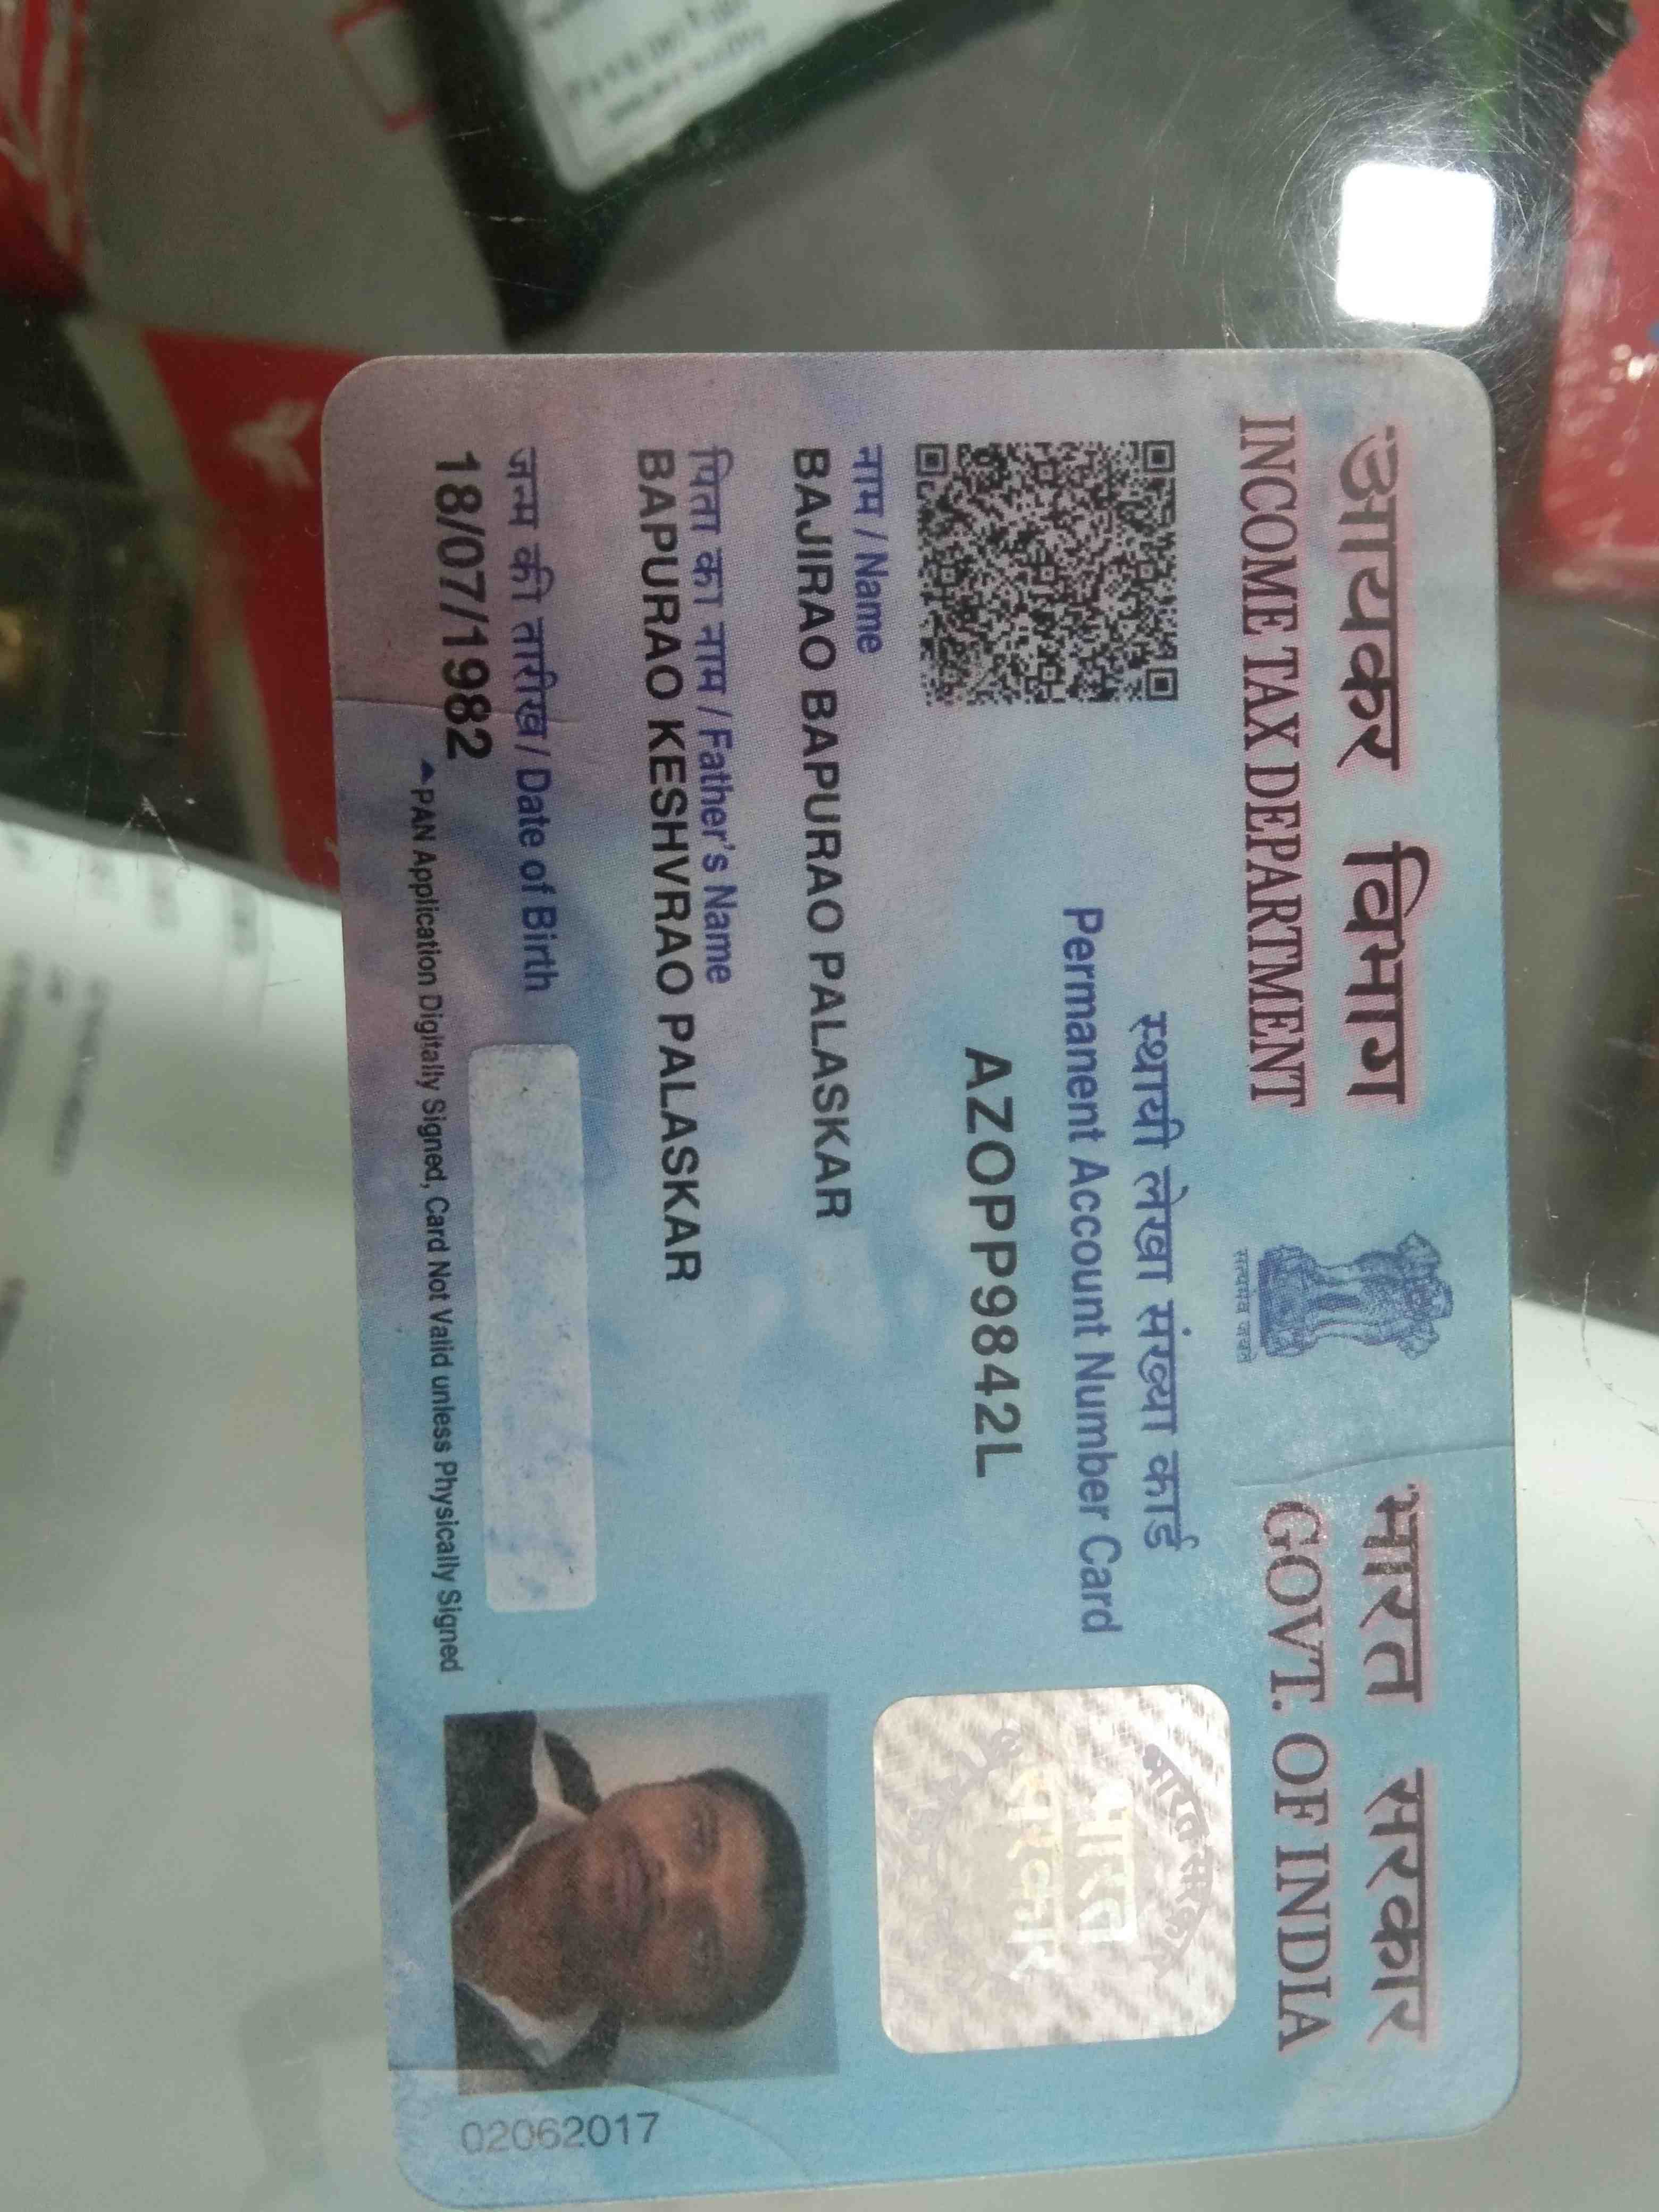 आयकर विभाग
INCOME TAX DEPARTMENT
सत्यमेव जयते
भारत सरकार
GOVT. OF INDIA
स्थायी लेखा संख्या कार्ड
Permanent Account Number Card
AZOPP9842L
नाम / Name
BAJIRAO BAPURAO PALASKAR
पिता का नाम / Father's Name
BAPURAO KESHVRAO PALASKAR
जन्म की तारीख / Date of Birth
18/07/1982
PAN Application Digitally Signed, Card Not Valid unless Physically Signed
भारत सरकार
भारत
02062017